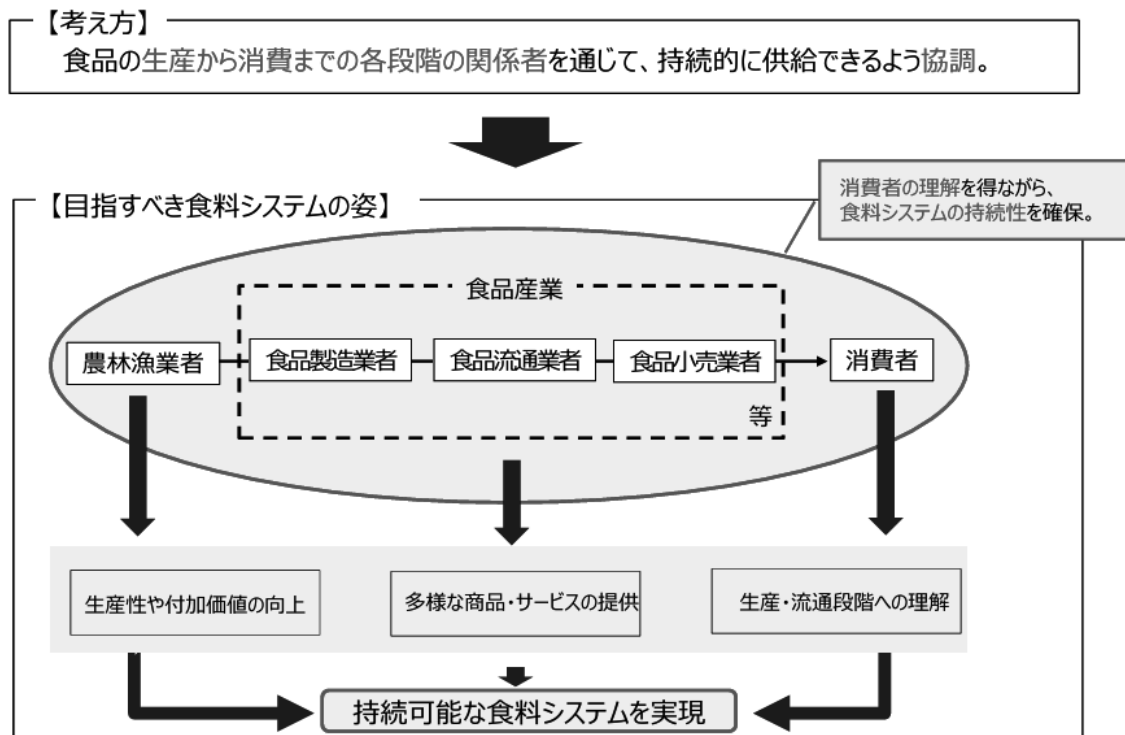 【考え方】
食品の生産から消費までの各段階の関係者を通じて、持続的に供給できるよう協調。
消費者の理解を得ながら、
食料システムの持続性を確保。
【目指すべき食料システムの姿】
食品産業
農林漁業者
食品製造業者
食品流通業者
食品小売業者
消費者
等
生産性や付加価値の向上
多様な商品・サービスの提供
生産・流通段階への理解
持続可能な食料システムを実現